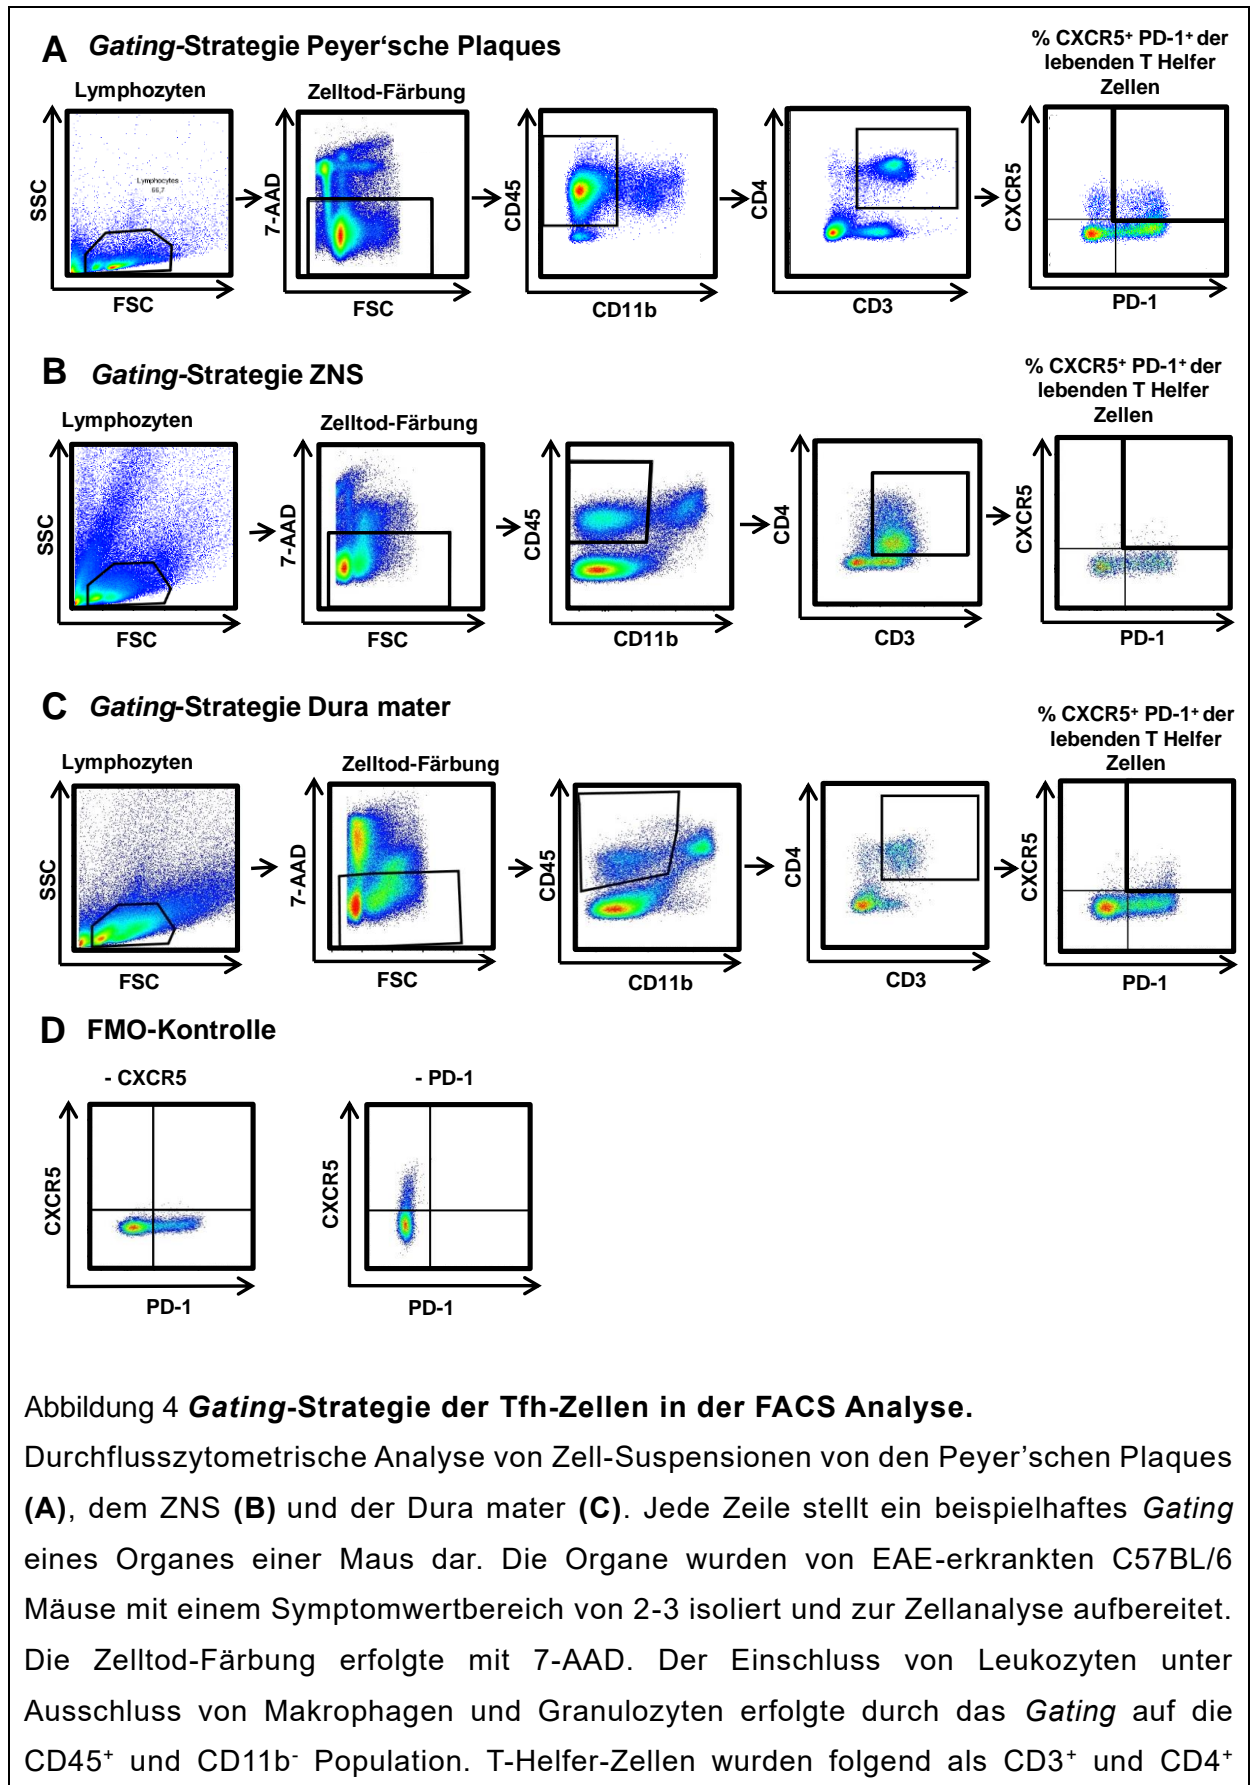 A Gating-Strategie Peyer‘sche Plaques
% CXCR5⁺ PD-1⁺ der
lebenden T Helfer
Zellen
Lymphozyten
Zelltod-Färbung
Lymphocytes
66,7
SSC
FSC
7-AAD
FSC
CD45
CD11b
CD4
CD3
CXCR5
PD-1
B Gating-Strategie ZNS
% CXCR5⁺ PD-1⁺ der
lebenden T Helfer
Zellen
Lymphozyten
Zelltod-Färbung
SSC
FSC
7-AAD
FSC
CD45
CD11b
CD4
CD3
CXCR5
PD-1
C Gating-Strategie Dura mater
% CXCR5⁺ PD-1⁺ der
lebenden T Helfer
Zellen
Lymphozyten
Zelltod-Färbung
SSC
FSC
7-AAD
FSC
CD45
CD11b
CD4
CD3
CXCR5
PD-1
D FMO-Kontrolle
- CXCR5
- PD-1
CXCR5
PD-1
CXCR5
PD-1
Abbildung 4 Gating-Strategie der Tfh-Zellen in der FACS Analyse.
Durchflusszytometrische Analyse von Zell-Suspensionen von den Peyer’schen Plaques
(A), dem ZNS (B) und der Dura mater (C). Jede Zeile stellt ein beispielhaftes Gating
eines Organes einer Maus dar. Die Organe wurden von EAE-erkrankten C57BL/6
Mäuse mit einem Symptomwertbereich von 2-3 isoliert und zur Zellanalyse aufbereitet.
Die Zelltod-Färbung erfolgte mit 7-AAD. Der Einschluss von Leukozyten unter
Ausschluss von Makrophagen und Granulozyten erfolgte durch das Gating auf die
CD45⁺ und CD11b⁻ Population. T-Helfer-Zellen wurden folgend als CD3⁺ und CD4⁺